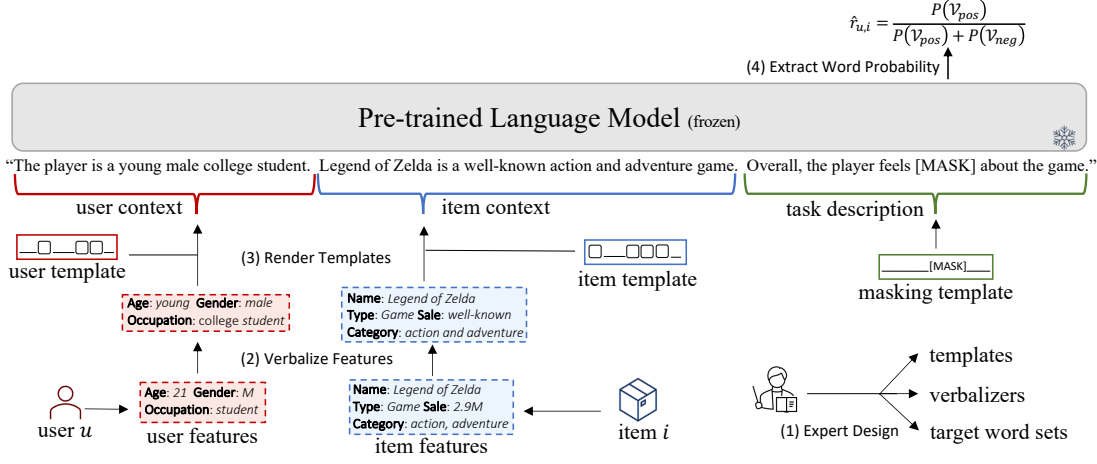 r̂u,i = P(Vpos) / (P(Vpos) + P(Vneg))
(4) Extract Word Probability
Pre-trained Language Model (frozen)
“The player is a young male college student. Legend of Zelda is a well-known action and adventure game. Overall, the player feels [MASK] about the game.”
user context
item context
task description
(3) Render Templates
user template
item template
[MASK]
masking template
Age: young Gender: male
Occupation: college student
Name: Legend of Zelda
Type: Game Sale: well-known
Category: action and adventure
(2) Verbalize Features
Age: 21 Gender: M
Occupation: student
Name: Legend of Zelda
Type: Game Sale: 2.9M
Category: action, adventure
user u
user features
item features
item i
(1) Expert Design
templates
verbalizers
target word sets